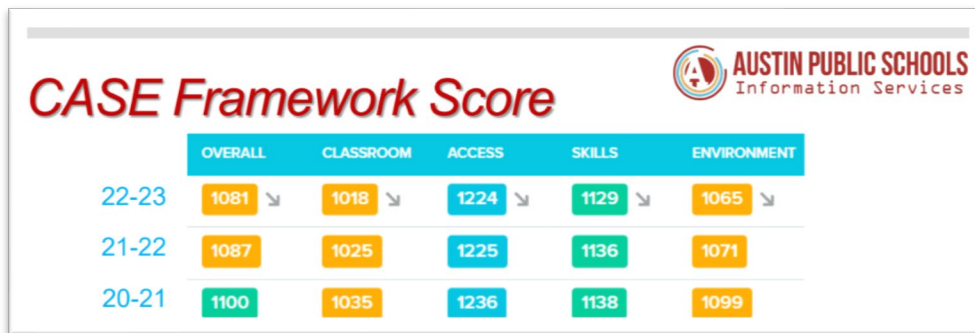 AUSTIN PUBLIC SCHOOLS
Information Services
CASE Framework Score
OVERALL CLASSROOM ACCESS SKILLS ENVIRONMENT
22-23 1081 1018 1224 1129 1065
21-22 1087 1025 1225 1136 1071
20-21 1100 1035 1236 1138 1099